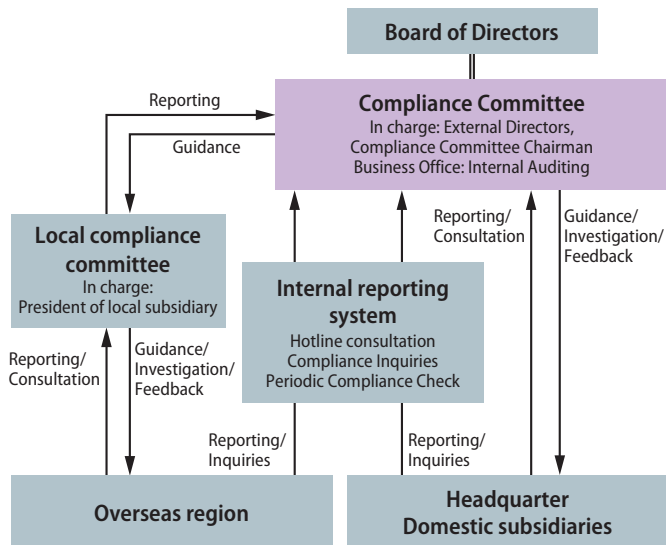 Board of Directors
Compliance Committee
In charge: External Directors,
Compliance Committee Chairman
Business Office: Internal Auditing
Reporting
Guidance
Local compliance
committee
In charge:
President of local subsidiary
Reporting/
Consultation
Guidance/
Investigation/
Feedback
Internal reporting
system
Hotline consultation
Compliance Inquiries
Periodic Compliance Check
Reporting/
Consultation
Guidance/
Investigation/
Feedback
Reporting/
Inquiries
Reporting/
Inquiries
Overseas region
Headquarter
Domestic subsidiaries